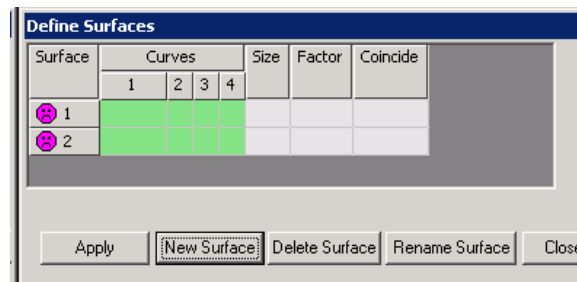 Define Surfaces
Surface Curves Size Factor Coincide
1 2 3 4
1
2
Apply New Surface Delete Surface Rename Surface Close